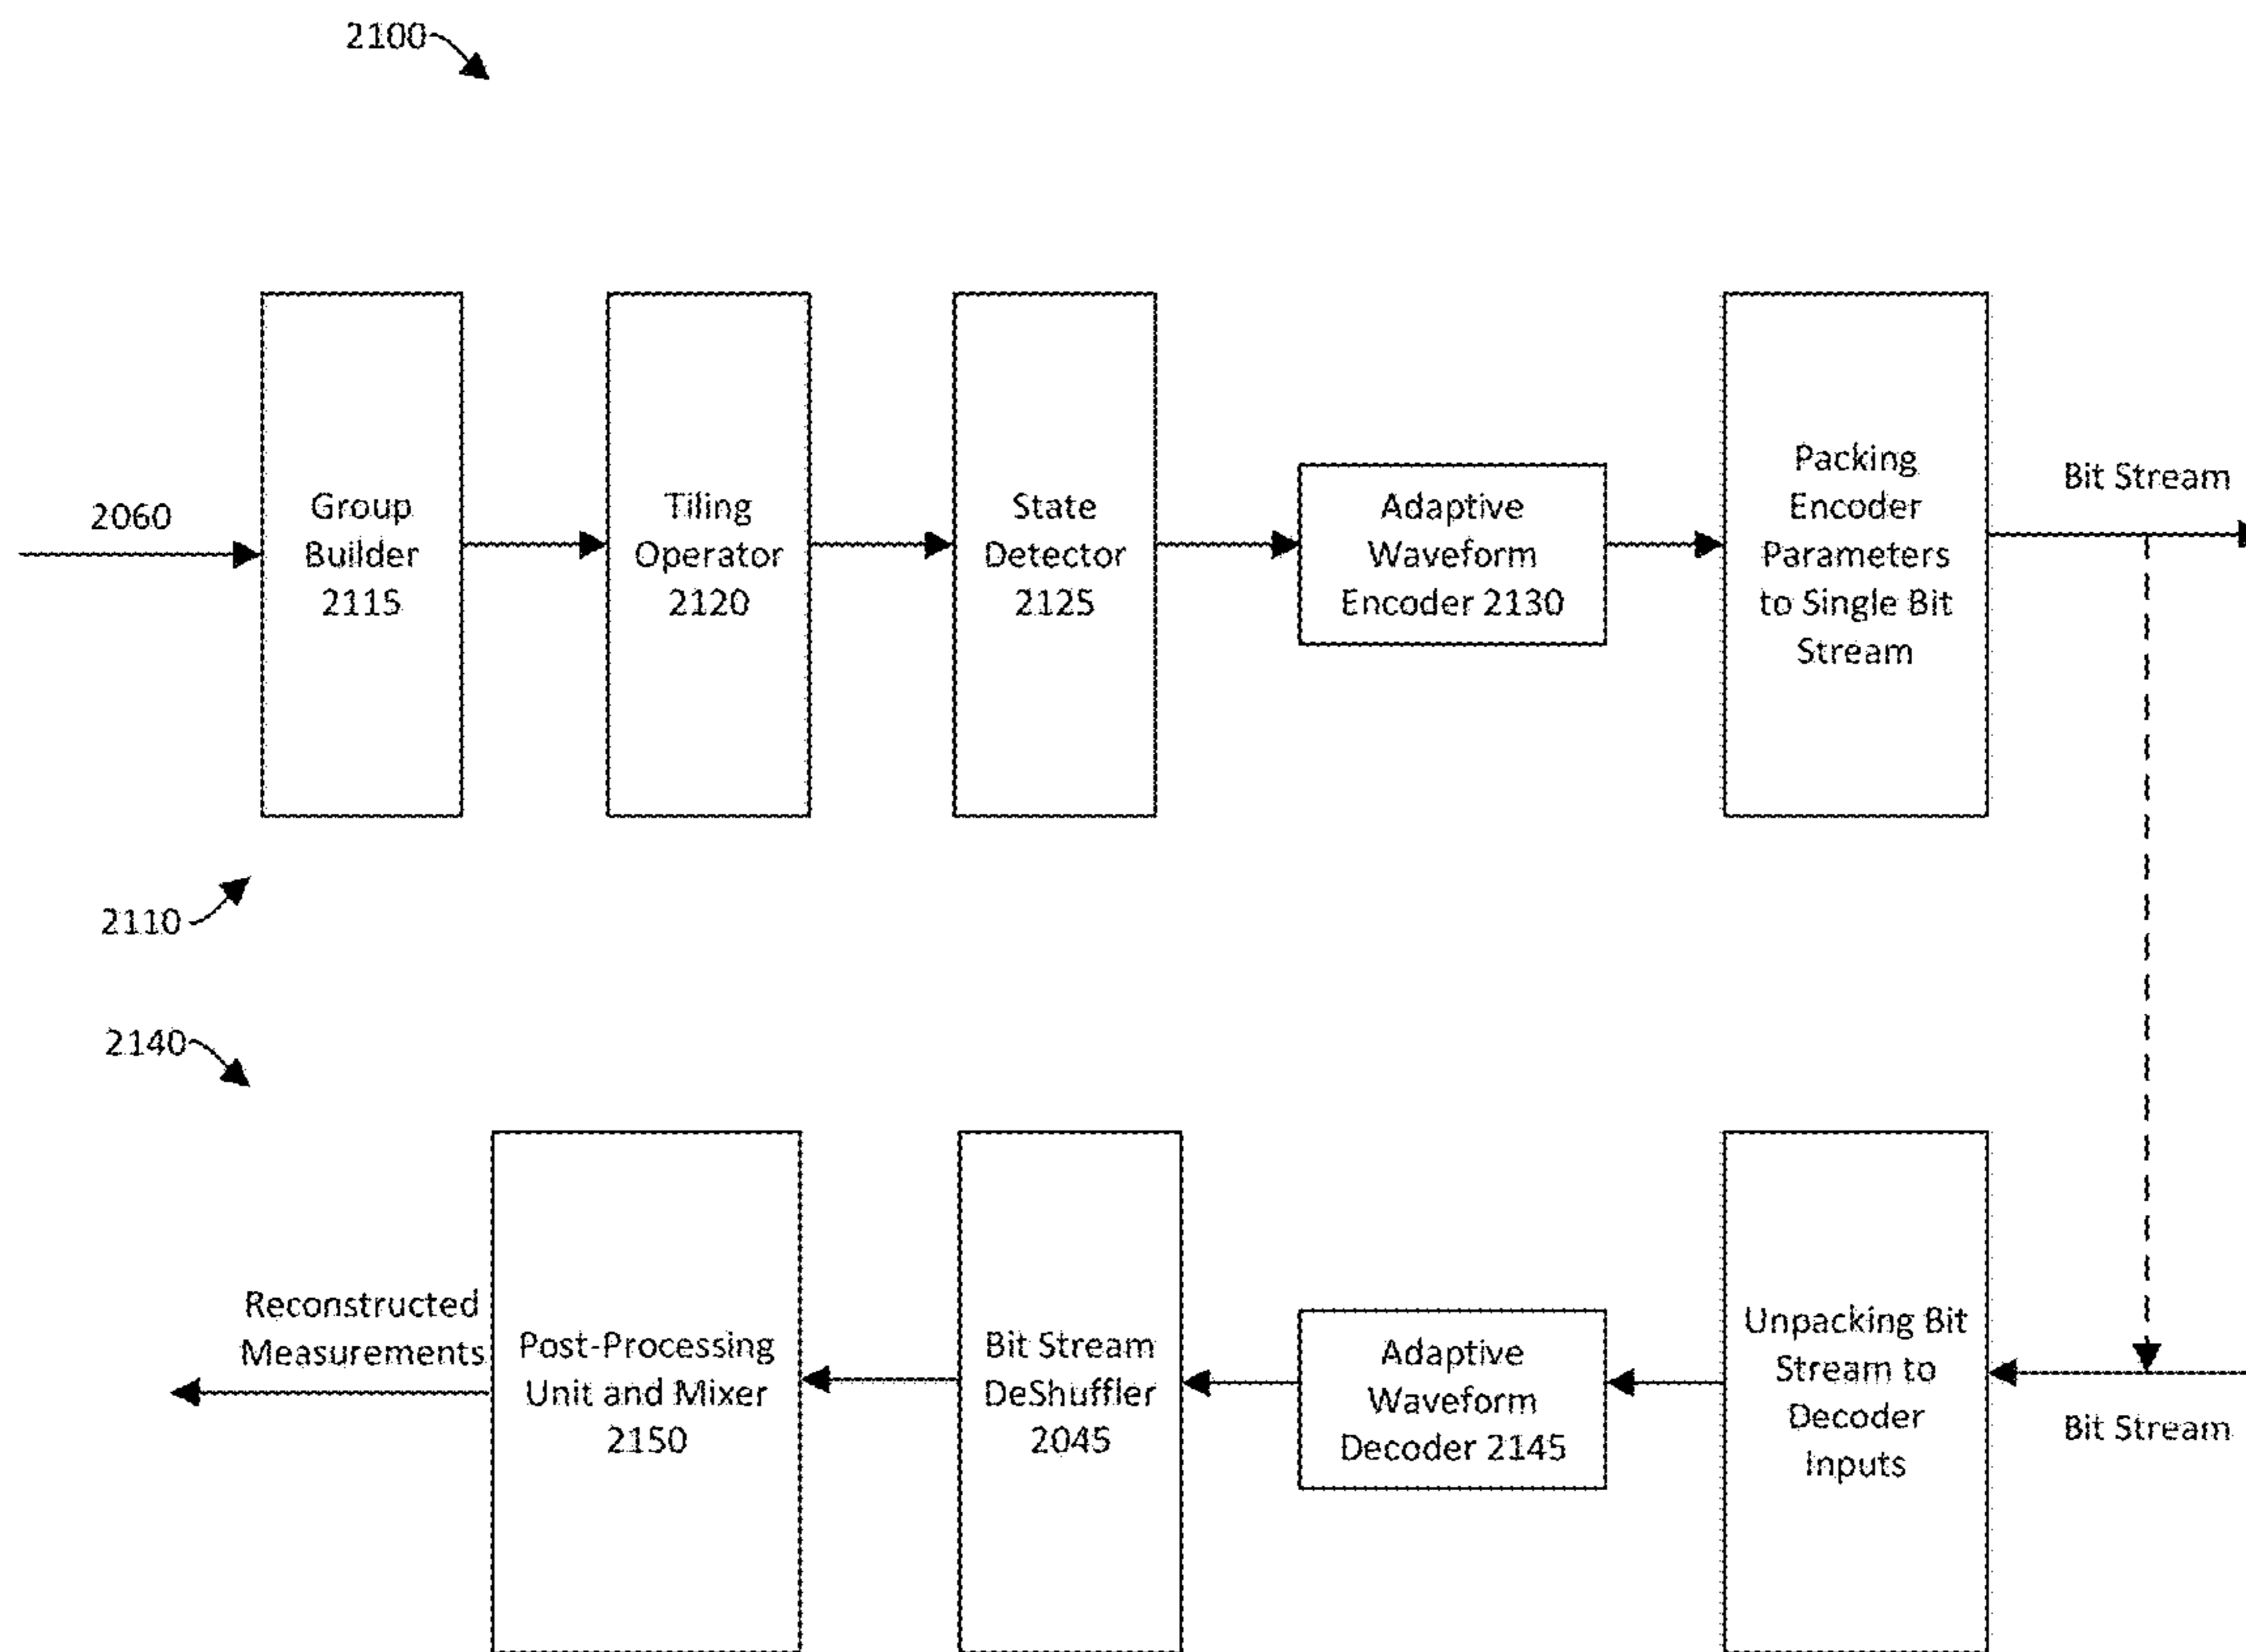 2100
2060
Group
Builder
2115
Tiling
Operator
2120
State
Detector
2125
Adaptive
Waveform
Encoder 2130
Packing
Encoder
Parameters
to Single Bit
Stream
Bit Stream
2110
2140
Reconstructed
Measurements
Post-Processing
Unit and Mixer
2150
Bit Stream
DeShuffler
2045
Adaptive
Waveform
Decoder 2145
Unpacking Bit
Stream to
Decoder
Inputs
Bit Stream